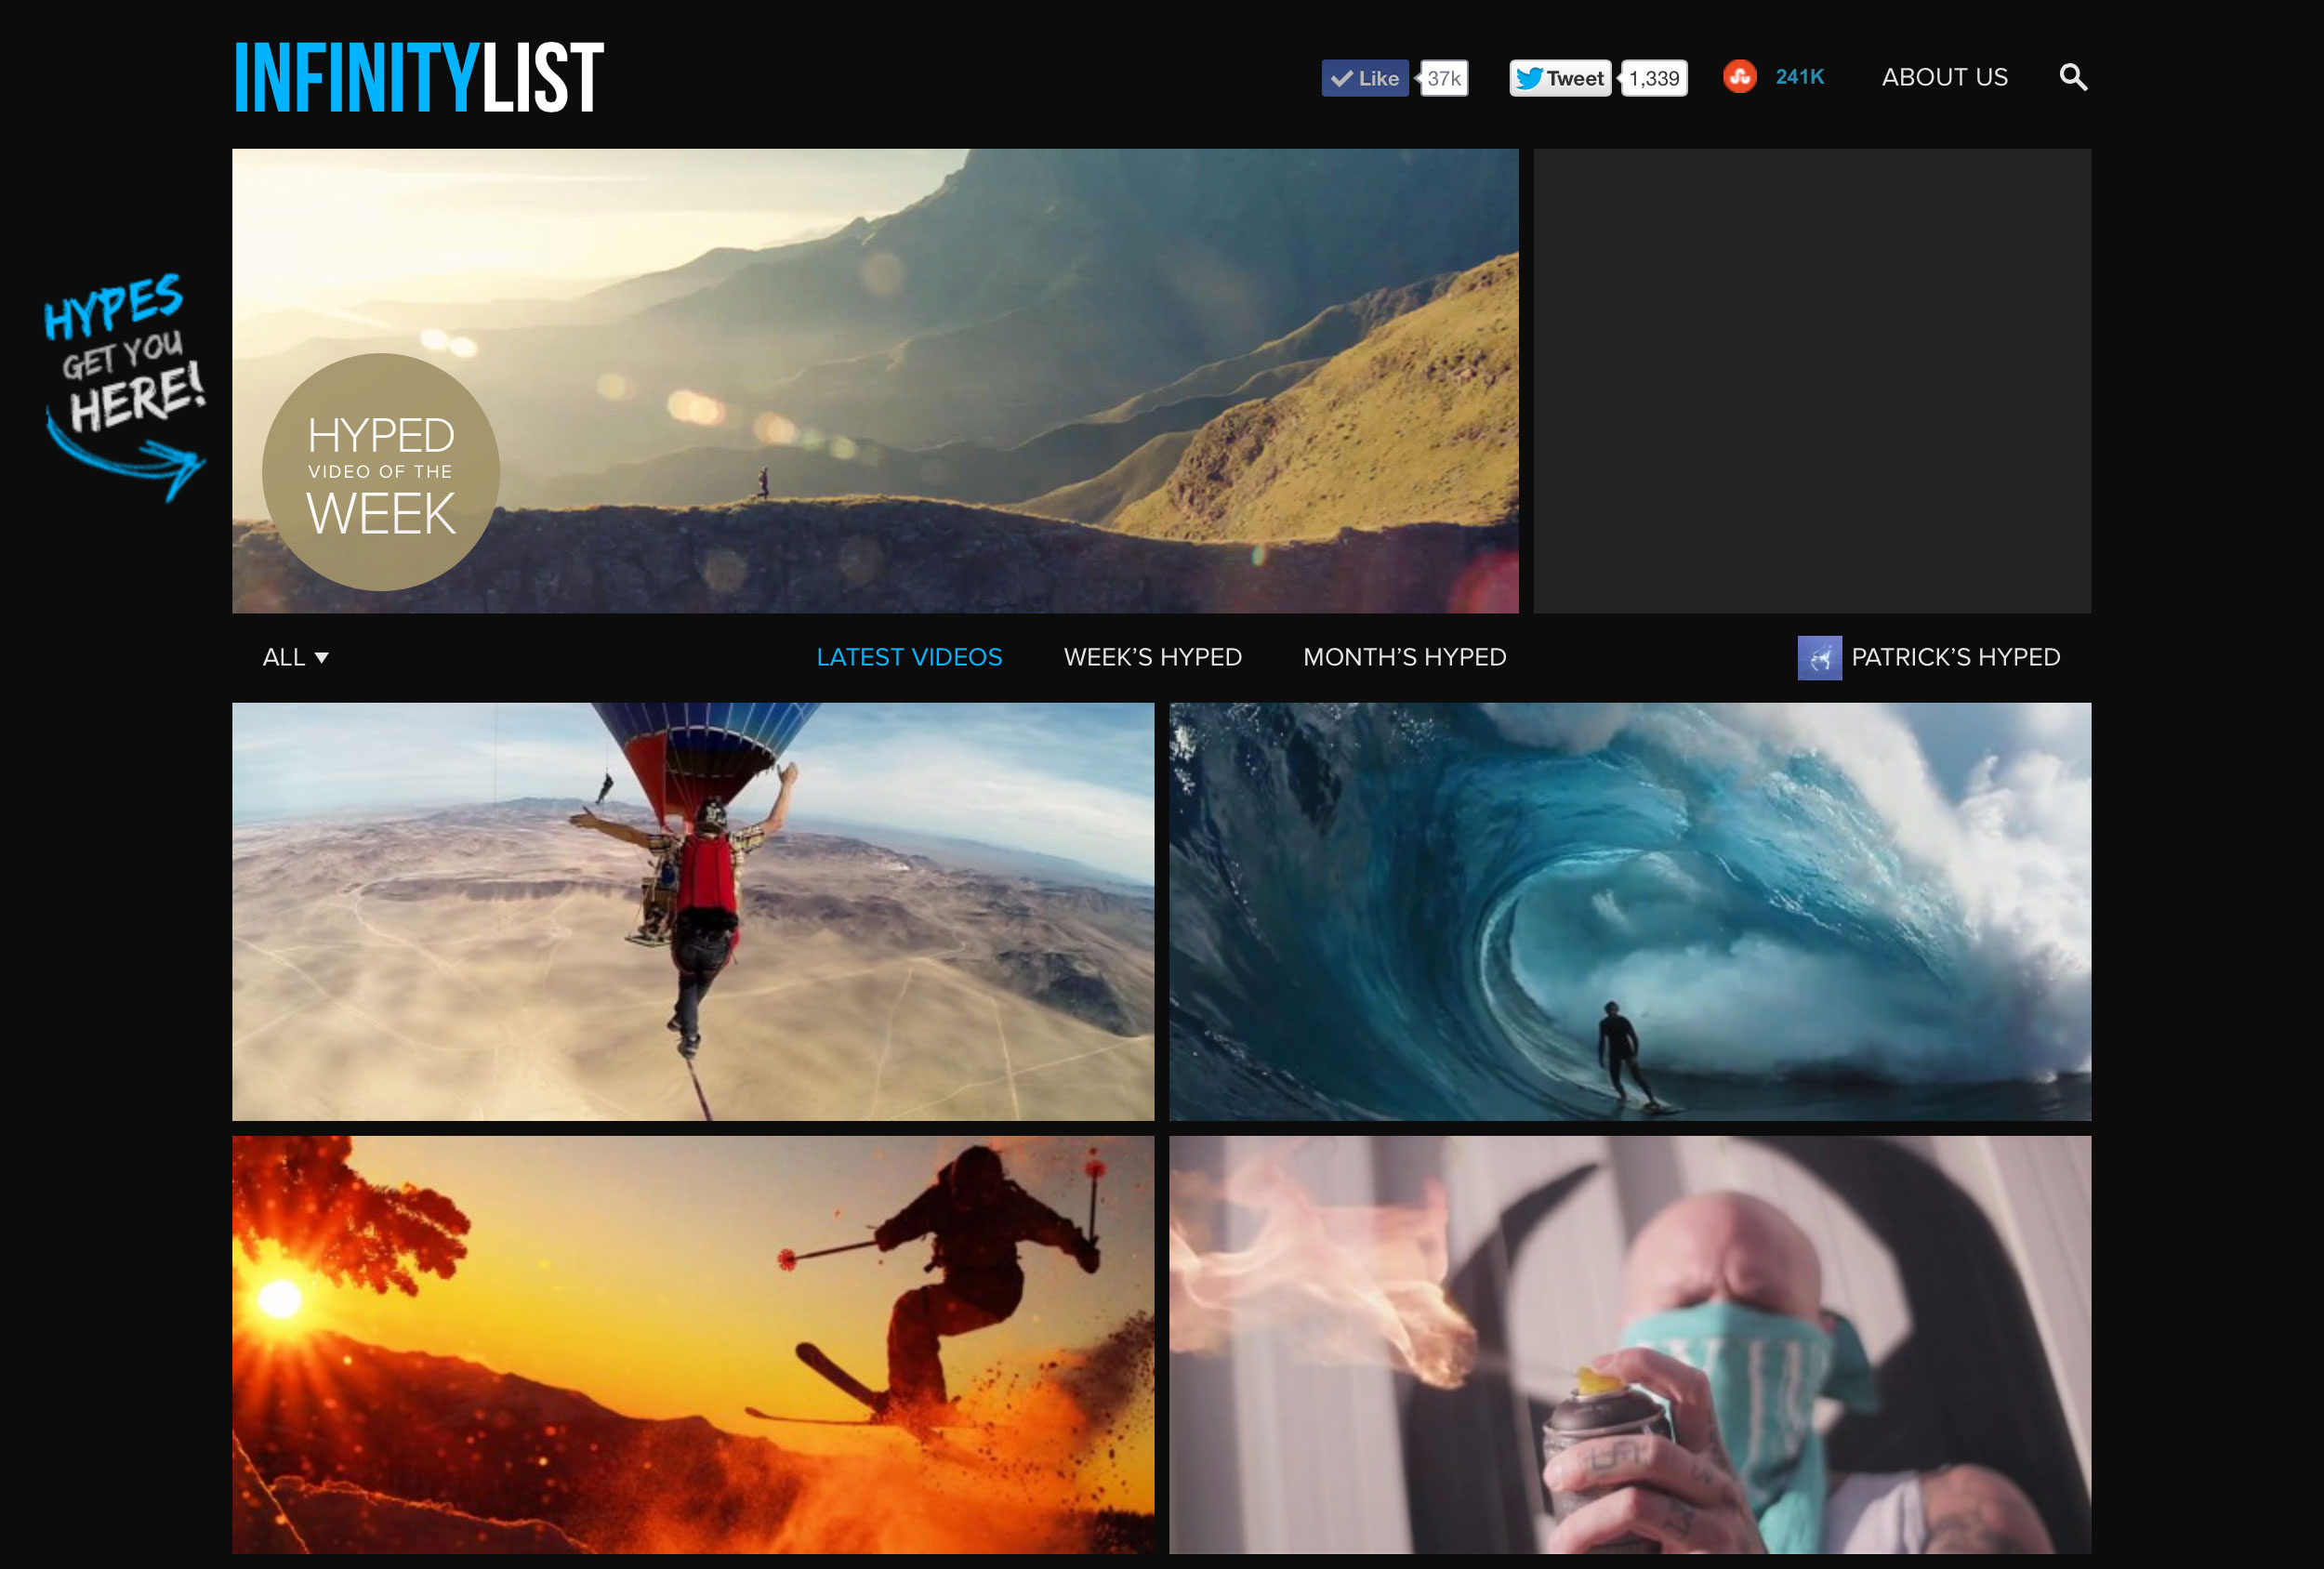 INFINITYLIST
Like 37k
Tweet 1,339
241K
ABOUT US
HYPES
GET YOU
HERE!
HYPED
VIDEO OF THE
WEEK
ALL
LATEST VIDEOS
WEEK’S HYPED
MONTH’S HYPED
PATRICK’S HYPED